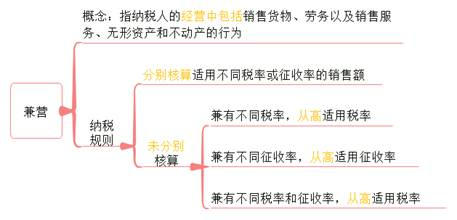 概念：指纳税人的经营中包括销售货物、劳务以及销售服
务、无形资产和不动产的行为
兼营
纳税
规则
分别核算适用不同税率或征收率的销售额
未分别
核算
兼有不同税率，从高适用税率
兼有不同征收率，从高适用征收率
兼有不同税率和征收率，从高适用税率